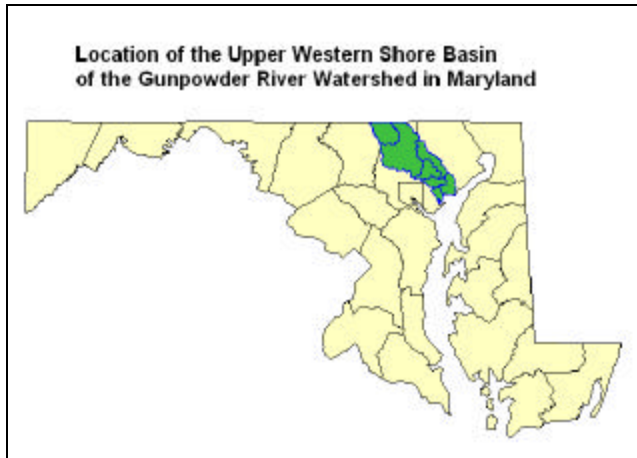 Location of the Upper Western Shore Basin
of the Gunpowder River Watershed in Maryland